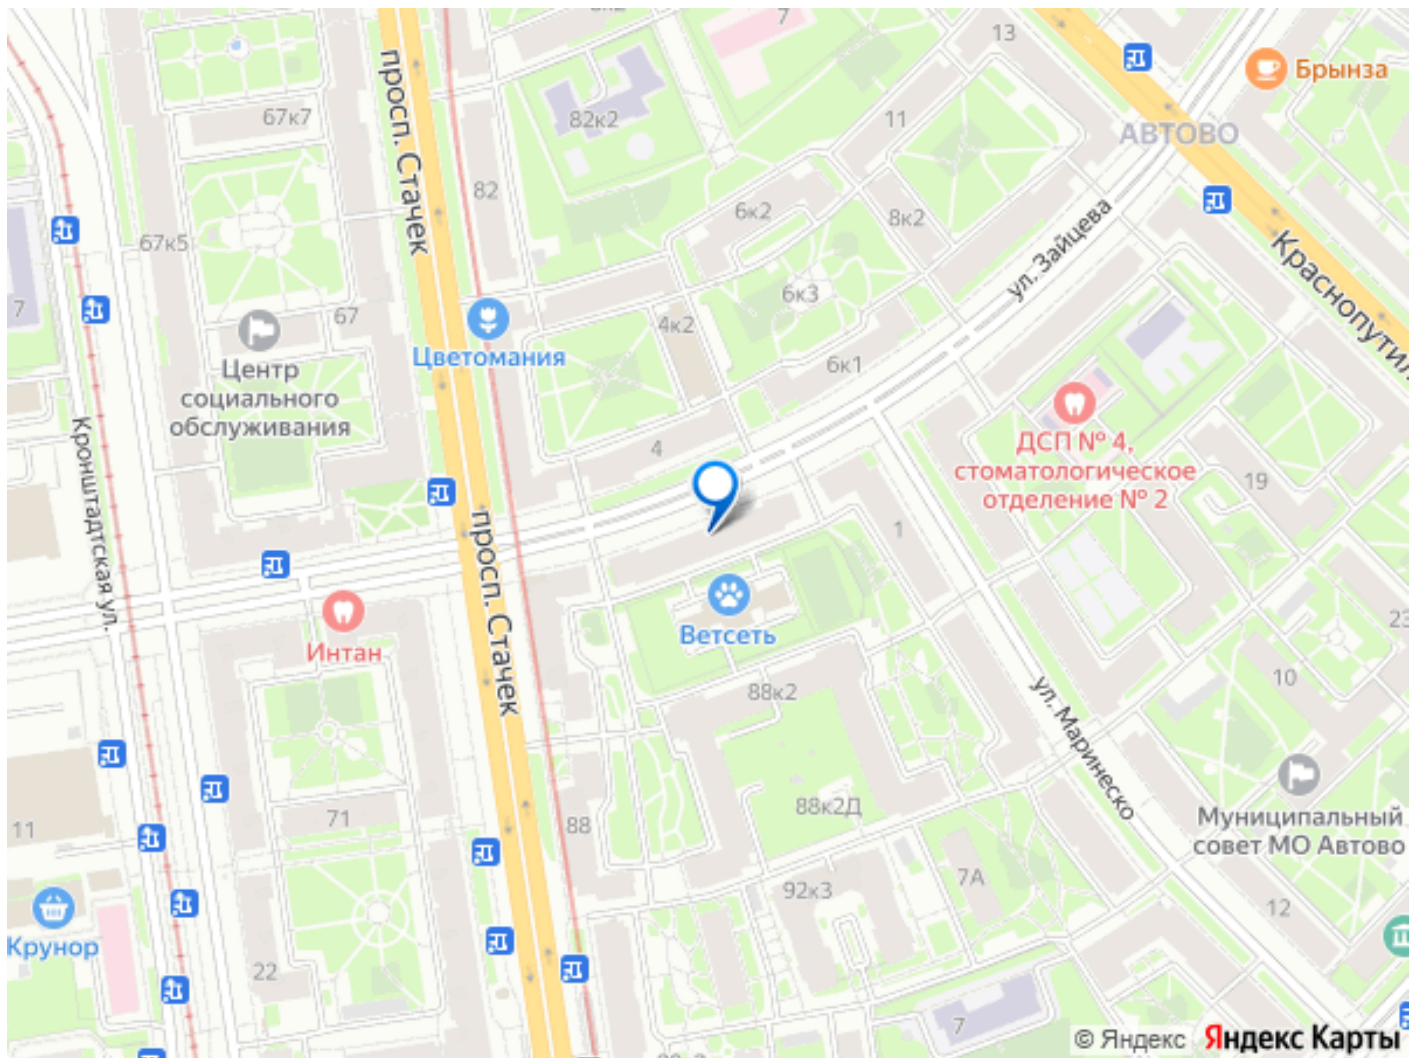 7
13
Брынза
просп. Стачек
67к7
82к2
11
АВТОВО
82
6к2
8к2
67к5
ул. Зайцева
Краснопутил
7
67
6к3
4к2
Цветомания
6к1
Центр
социального
обслуживания
Кронштадтская ул.
4
ДСП № 4,
стоматологическое
отделение № 2
19
просп. Стачек
1
Ветсеть
Интан
23
88к2
10
ул. Маринеско
88к2Д
71
88
11
Муниципальный
совет МО Автово
92к3
7А
12
Крунор
22
7
© Яндекс Яндекс Карты